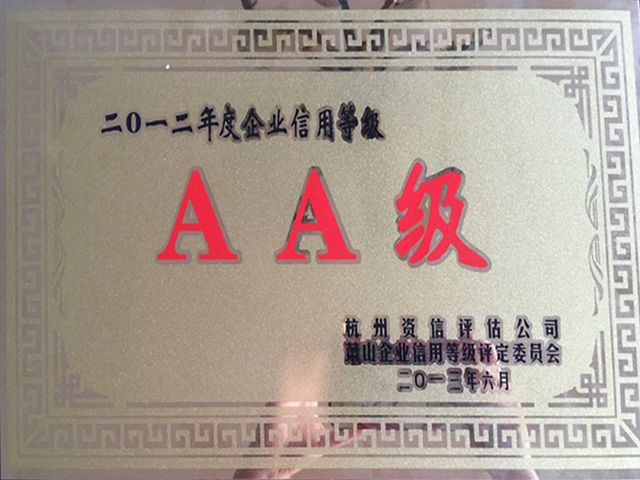 二O一二年度企业信用等级
AA级
杭州资信评估公司
萧山企业信用等级评定委员会
二O一三年六月